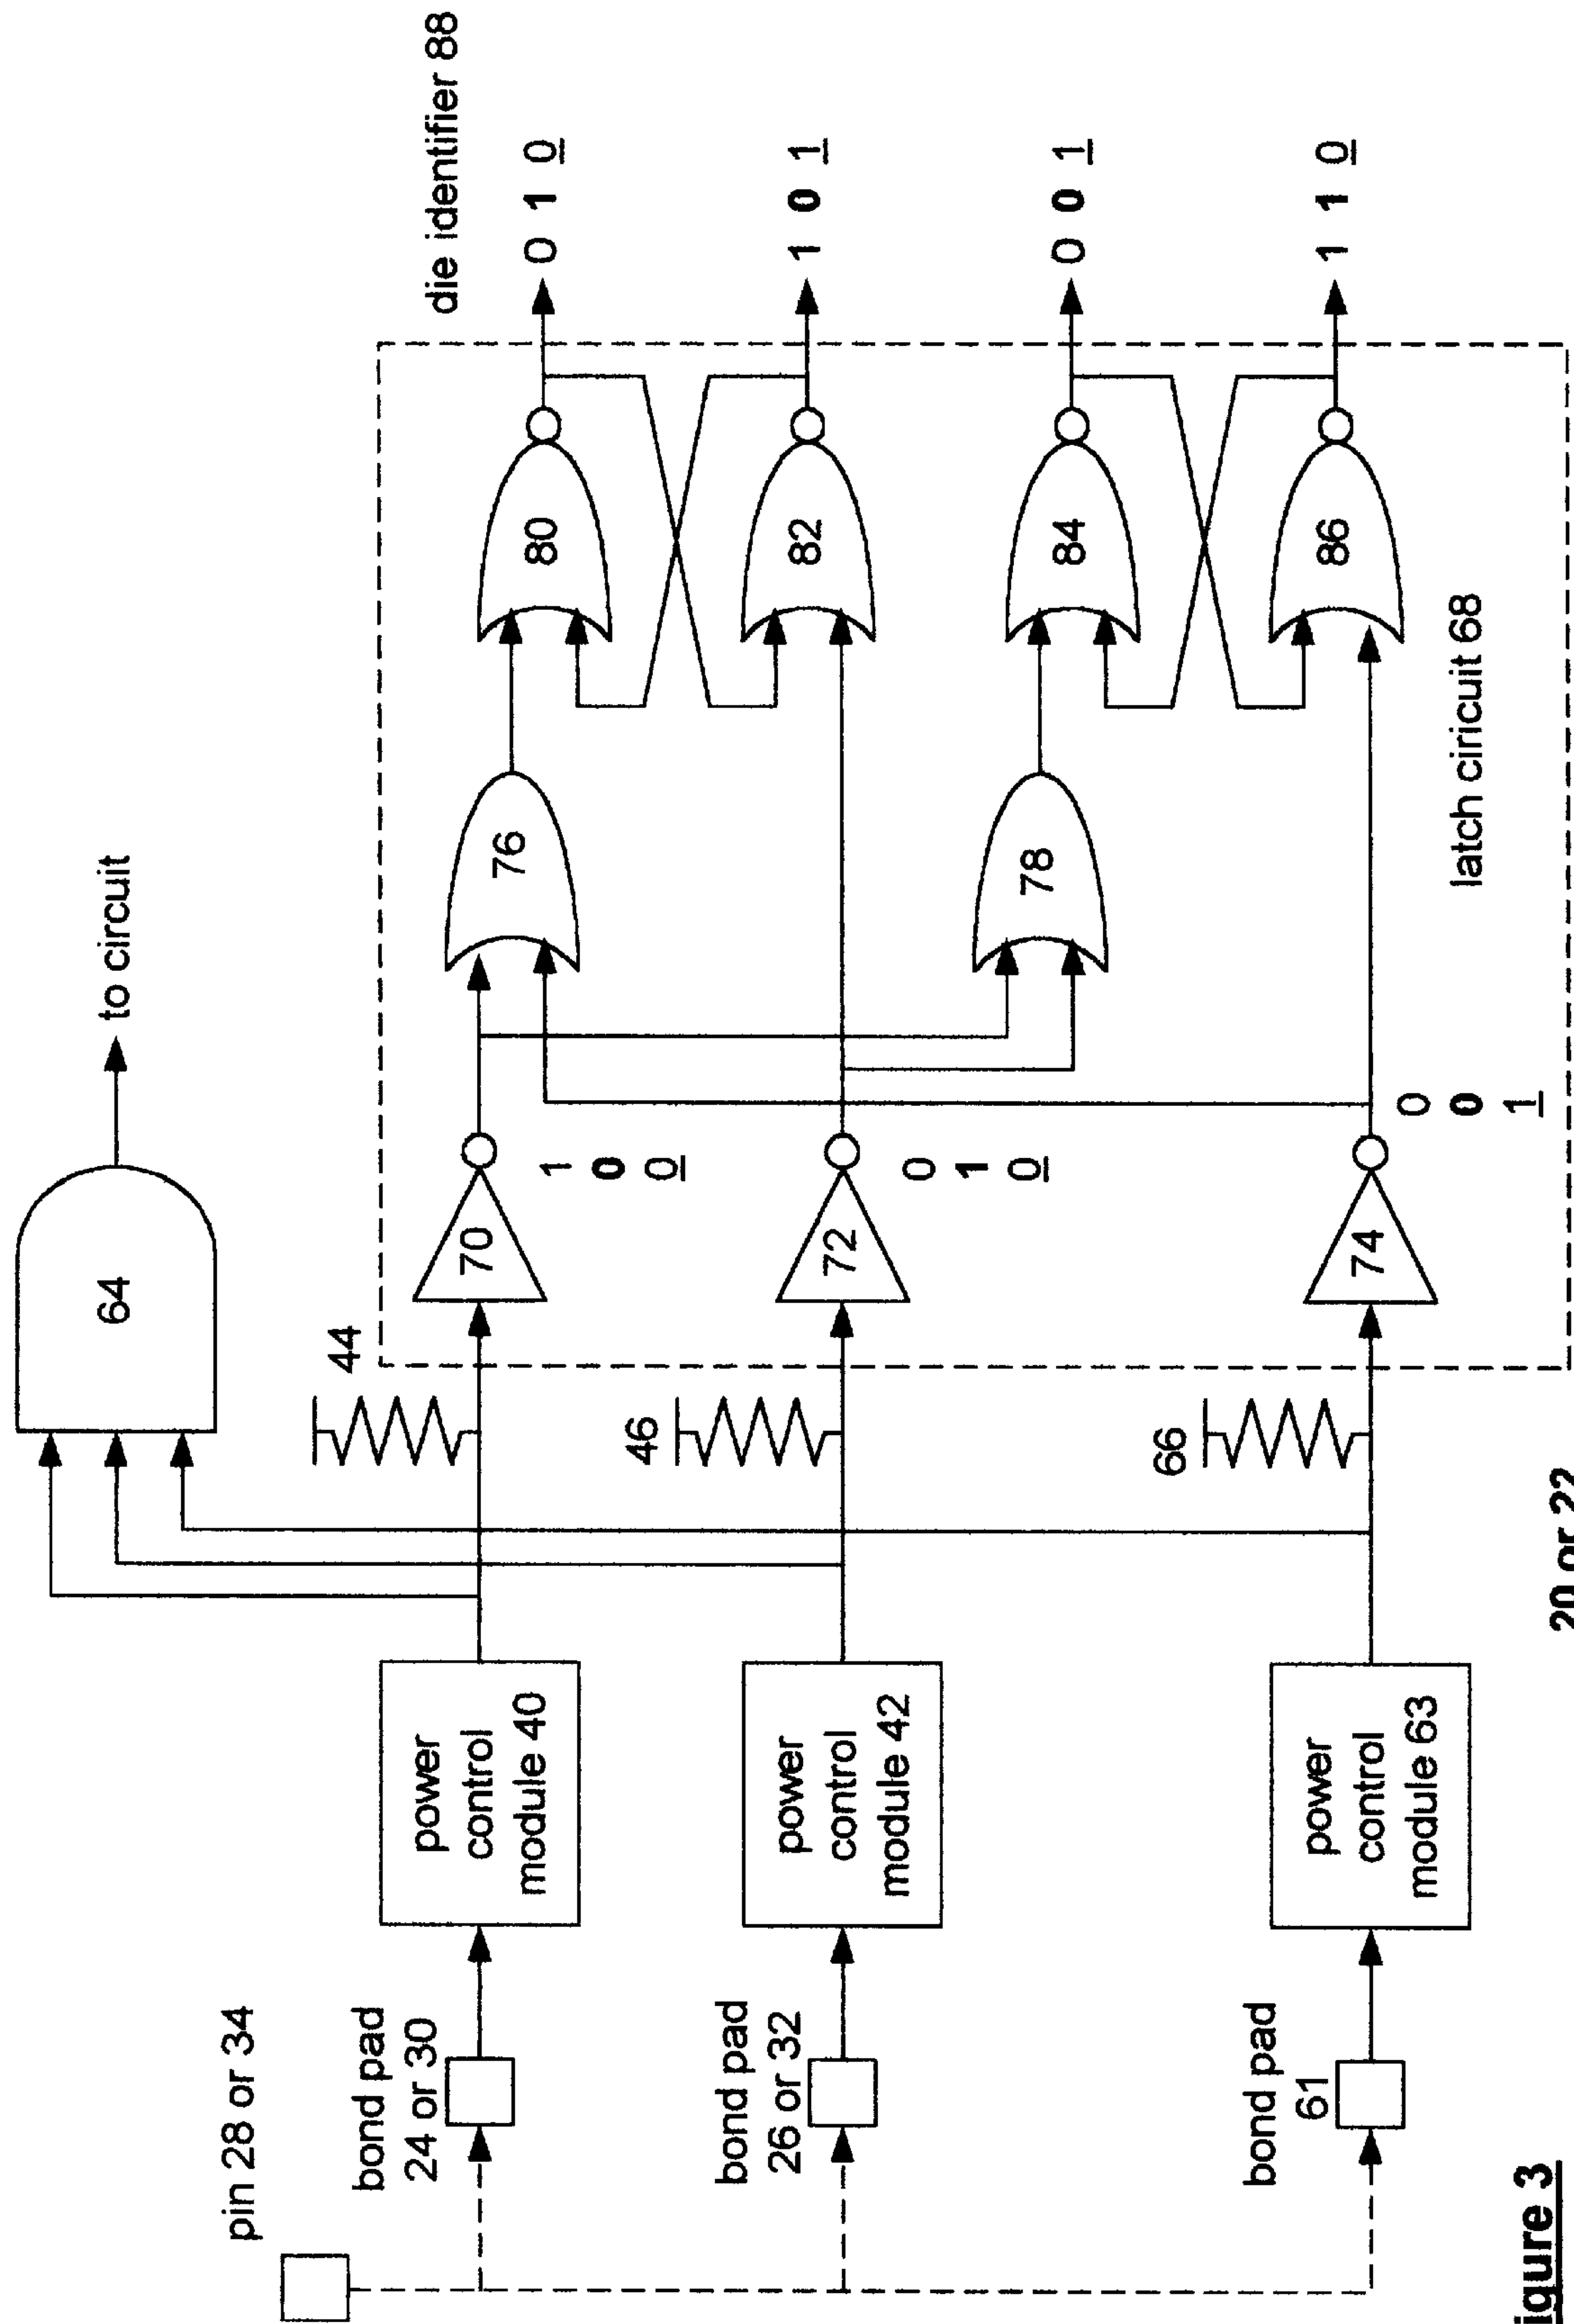 pin 28 or 34
bond pad
24 or 30
bond pad
26 or 32
bond pad
61
power
control
module 40
power
control
module 42
power
control
module 63
44
46
66
64
to circuit
70
72
74
1
0
0
0
1
0
0
0
1
76
78
80
82
84
86
latch ciricuit 68
die identifier 88
0 1 0
1 0 1
0 0 1
1 1 0
20 or 22
igure 3